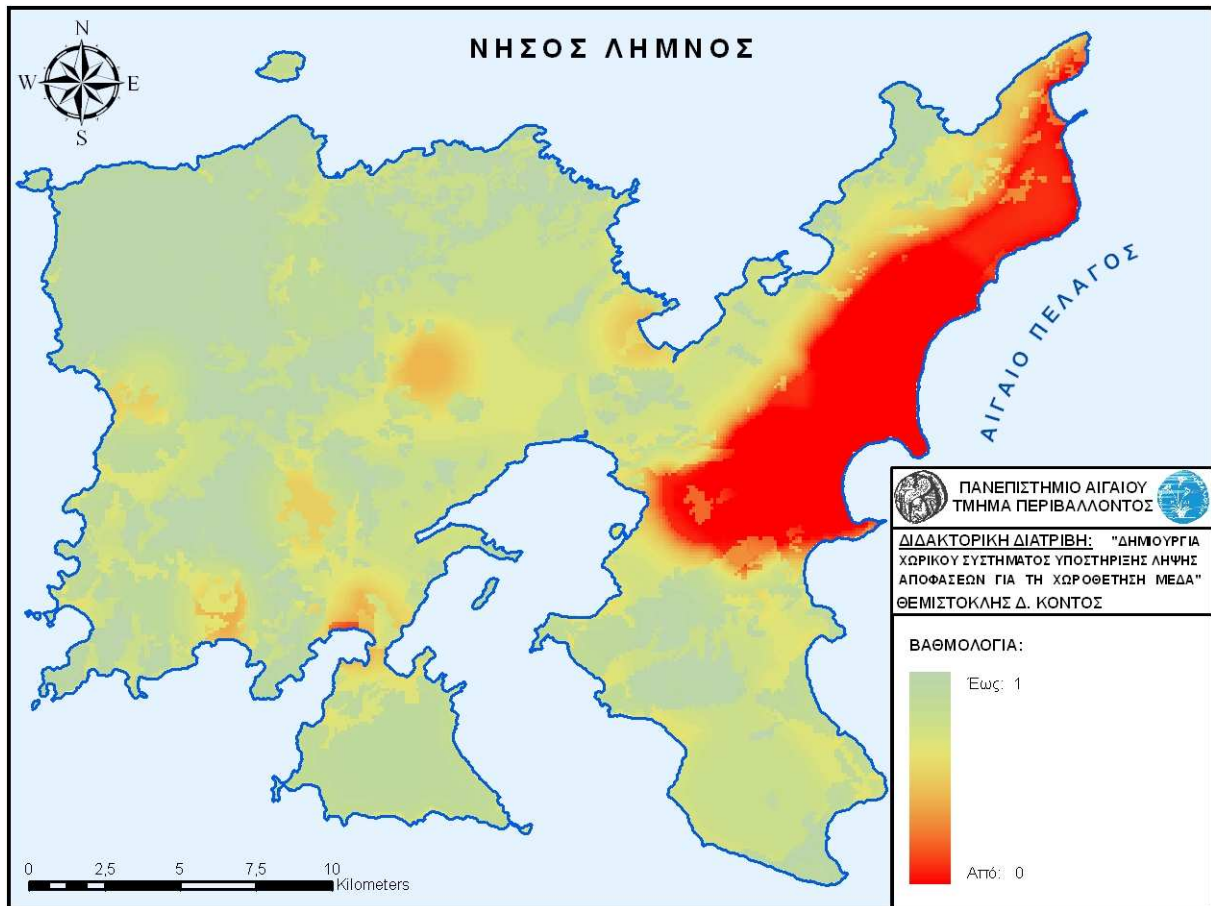 ΝΗΣΟΣ ΛΗΜΝΟΣ
N
W E
S
ΑΙΓΑΙΟ ΠΕΛΑΓΟΣ
ΠΑΝΕΠΙΣΤΗΜΙΟ ΑΙΓΑΙΟΥ
ΤΜΗΜΑ ΠΕΡΙΒΑΛΛΟΝΤΟΣ
ΔΙΔΑΚΤΟΡΙΚΗ ΔΙΑΤΡΙΒΗ: "ΔΗΜΙΟΥΡΓΙΑ
ΧΩΡΙΚΟΥ ΣΥΣΤΗΜΑΤΟΣ ΥΠΟΣΤΗΡΙΞΗΣ ΛΗΨΗΣ
ΑΠΟΦΑΣΕΩΝ ΓΙΑ ΤΗ ΧΩΡΟΘΕΤΗΣΗ ΜΕΔΑ"
ΘΕΜΙΣΤΟΚΛΗΣ Δ. ΚΟΝΤΟΣ
ΒΑΘΜΟΛΟΓΙΑ:
Έως: 1
Από: 0
0 2,5 5 7,5 10
Kilometers